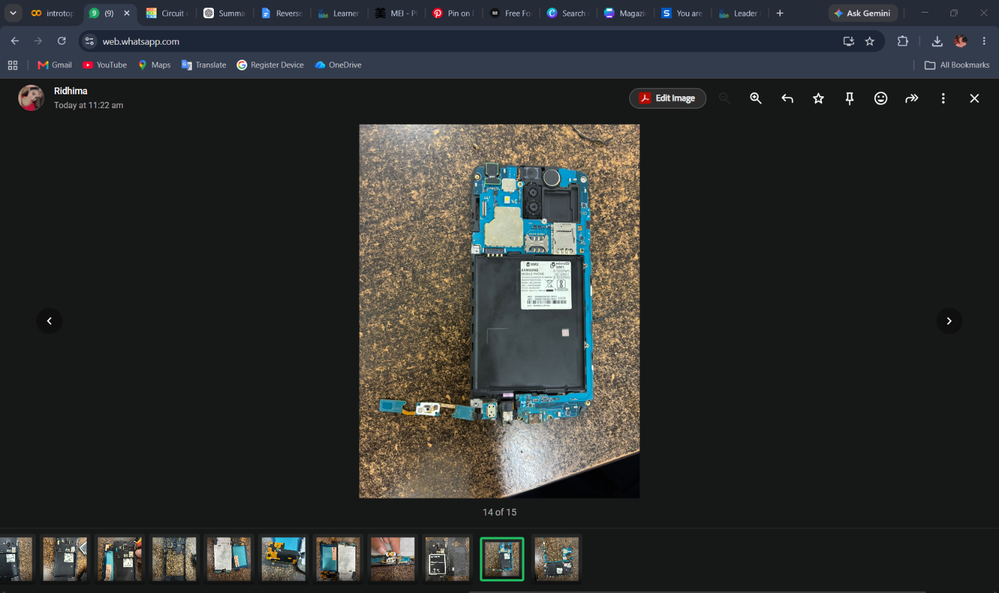 introtop
9
(9)
Circuit
Summa
Reverse
Learner
MEI - P
Pin on
S2
Free Fo
Search
Magazi
S
You are
Leader
Ask Gemini
web.whatsapp.com
Gmail
YouTube
Maps
Translate
Register Device
OneDrive
All Bookmarks
Ridhima
Today at 11:22 am
Edit Image
SIM2
microSD
SIM1
SAMSUNG
MOBILE PHONE
14 of 15